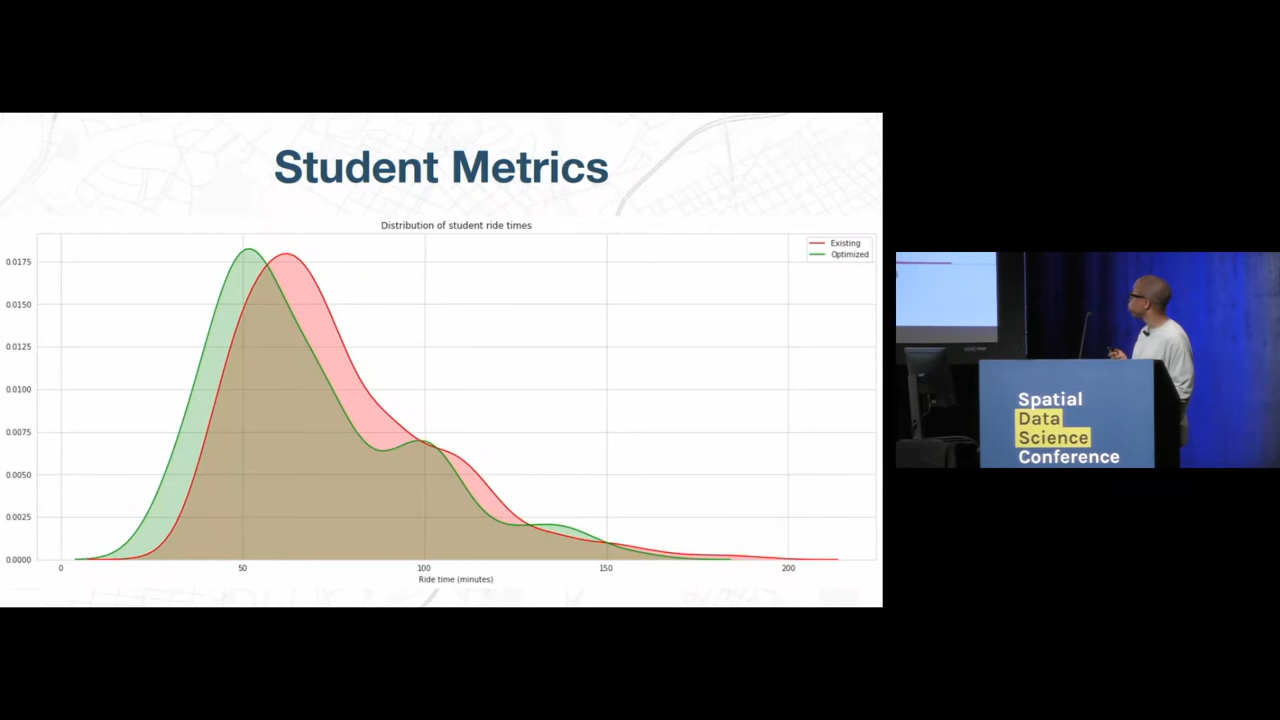 Student Metrics
Distribution of student ride times
Existing
Optimized
0.0175
0.0150
0.0125
0.0100
0.0075
0.0050
0.0025
0.0000
0
50
100
150
200
Ride time (minutes)
Spatial
Data
Science
Conference